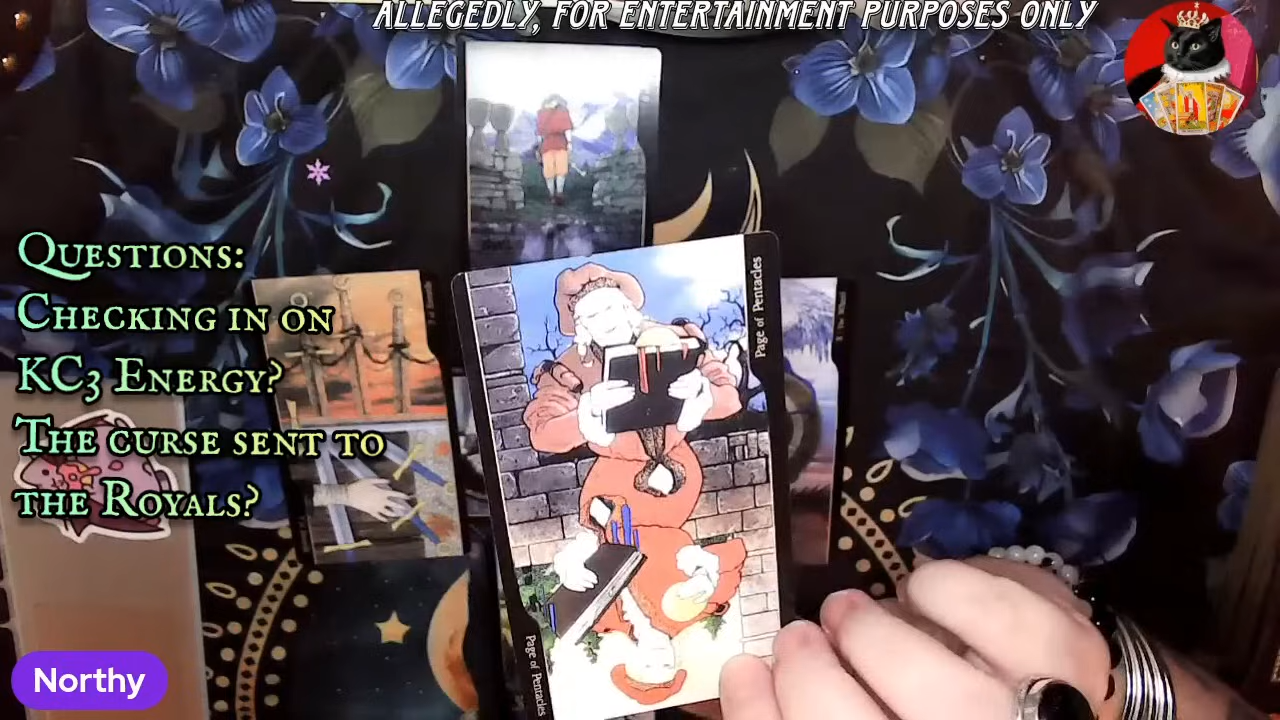 ALLEGEDLY, FOR ENTERTAINMENT PURPOSES ONLY
Questions:
Checking in on
KC3 Energy?
The curse sent to
the Royals?
Page of Pentacles
Page of Pentacles
Northy